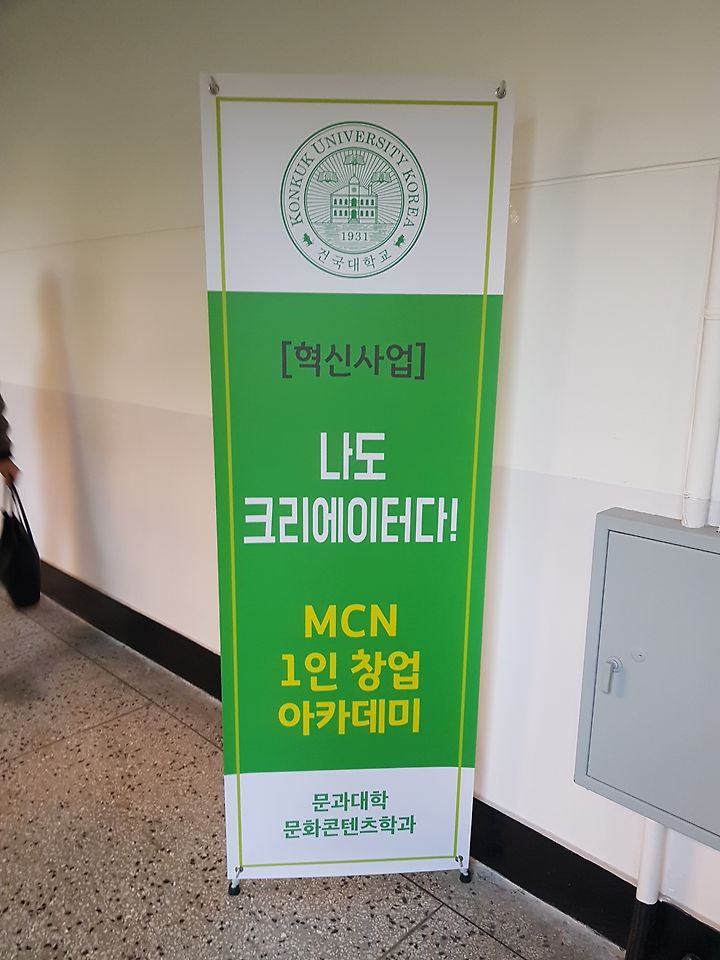 KONKUK UNIVERSITY KOREA
1931
건국대학교
[혁신사업]
나도
크리에이터다!
MCN
1인 창업
아카데미
문과대학
문화콘텐츠학과